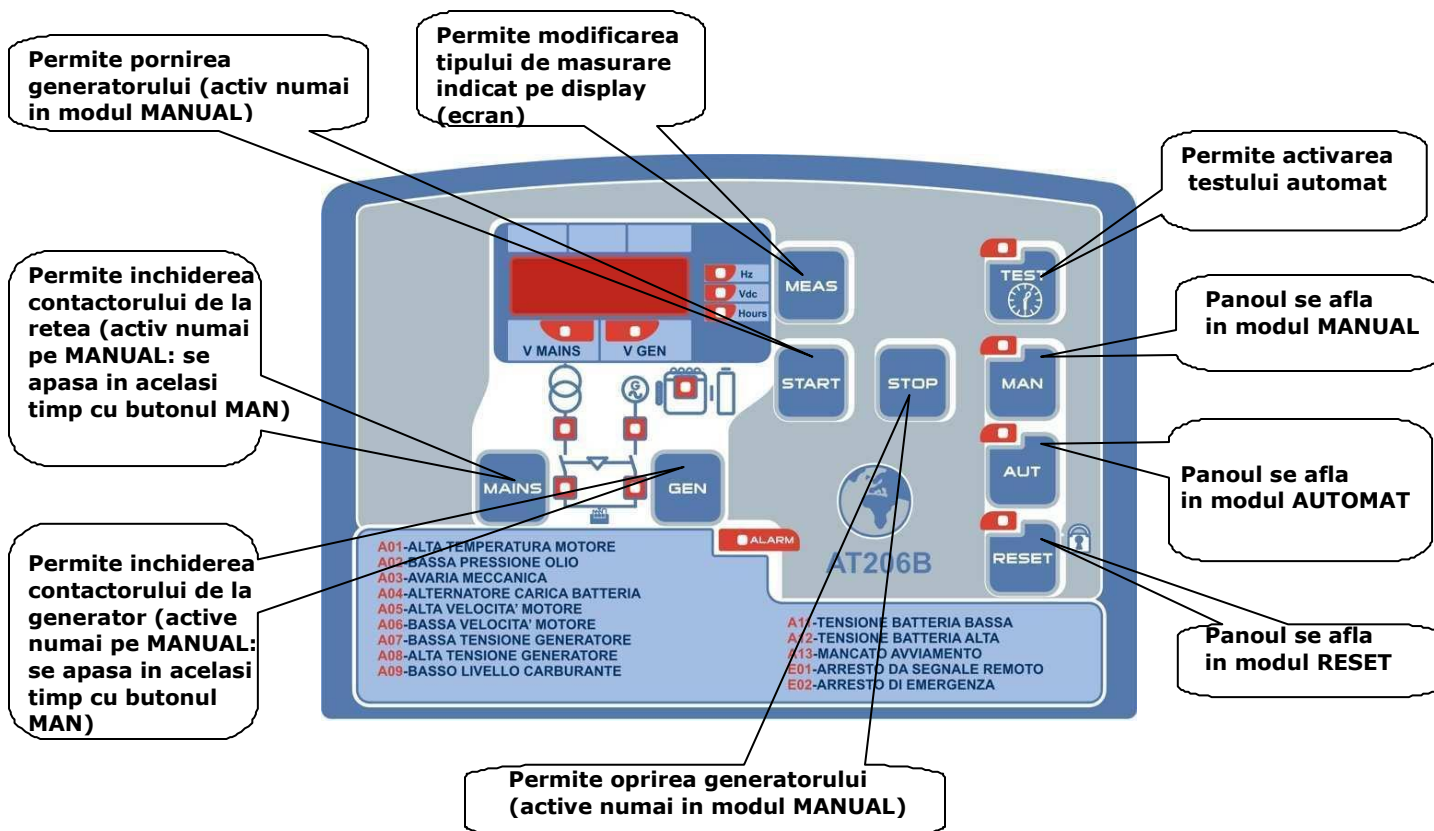 Permite pornirea
generatorului (activ numai
in modul MANUAL)
Permite modificarea
tipului de masurare
indicat pe display
(ecran)
Permite activarea
testului automat
Permite inchiderea
contactorului de la
retea (activ numai
pe MANUAL: se
apasa in acelasi
timp cu butonul MAN)
Panoul se afla
in modul MANUAL
Panoul se afla
in modul AUTOMAT
Permite inchiderea
contactorului de la
generator (active
numai pe MANUAL:
se apasa in acelasi
timp cu butonul
MAN)
Panoul se afla
in modul RESET
Permite oprirea generatorului
(active numai in modul MANUAL)
Hz
Vdc
Hours
V MAINS
V GEN
MEAS
TEST
START
STOP
MAN
G
MAINS
GEN
AUT
RESET
ALARM
AT206B
A01-ALTA TEMPERATURA MOTORE
A02-BASSA PRESSIONE OLIO
A03-AVARIA MECCANICA
A04-ALTERNATORE CARICA BATTERIA
A05-ALTA VELOCITA' MOTORE
A06-BASSA VELOCITA' MOTORE
A07-BASSA TENSIONE GENERATORE
A08-ALTA TENSIONE GENERATORE
A09-BASSO LIVELLO CARBURANTE
A11-TENSIONE BATTERIA BASSA
A12-TENSIONE BATTERIA ALTA
A13-MANCATO AVVIAMENTO
E01-ARRESTO DA SEGNALE REMOTO
E02-ARRESTO DI EMERGENZA